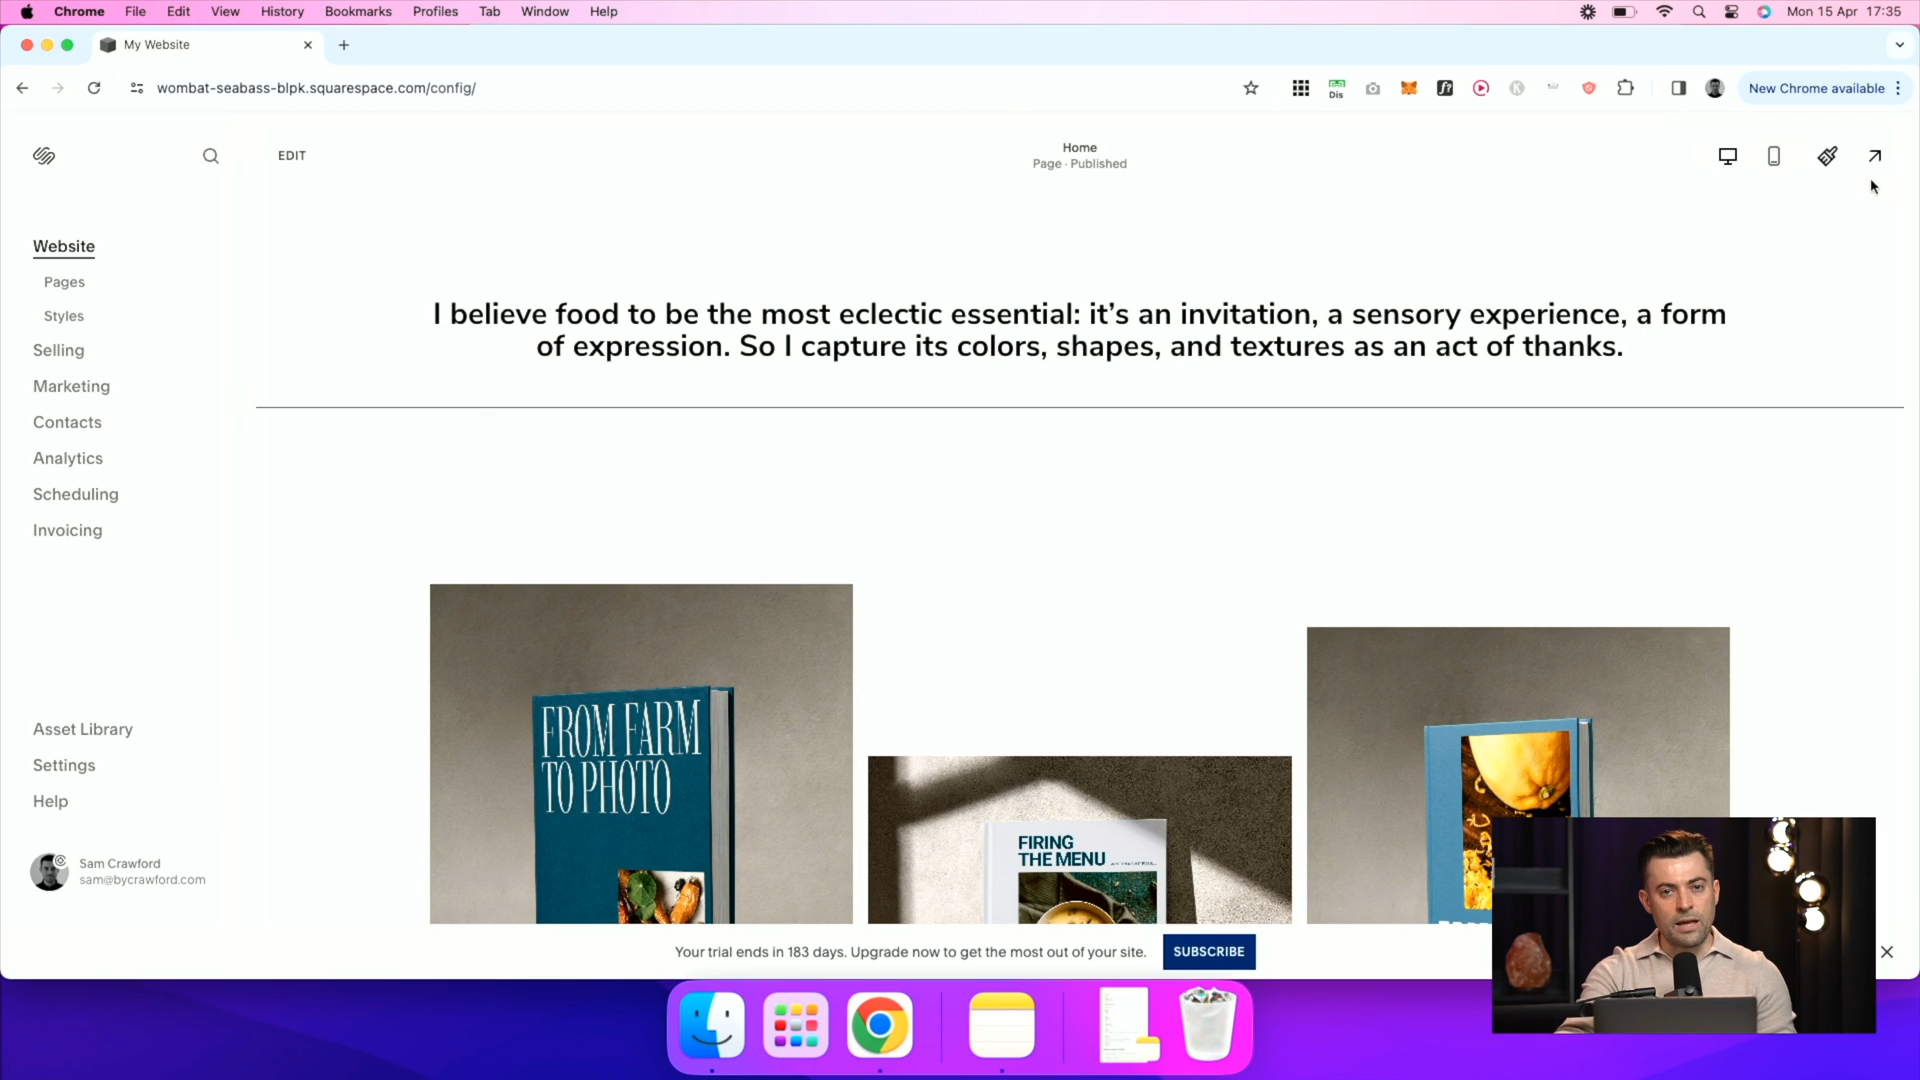 Chrome File Edit View History Bookmarks Profiles Tab Window Help Mon 15 Apr 17:35
My Website
wombat-seabass-blpk.squarespace.com/config/
Dis
New Chrome available
EDIT
Home
Page · Published
Website
Pages
Styles
Selling
Marketing
Contacts
Analytics
Scheduling
Invoicing
Asset Library
Settings
Help
Sam Crawford
sam@bycrawford.com
I believe food to be the most eclectic essential: it’s an invitation, a sensory experience, a form
of expression. So I capture its colors, shapes, and textures as an act of thanks.
FROM FARM
TO PHOTO
FIRING
THE MENU
Your trial ends in 183 days. Upgrade now to get the most out of your site.
SUBSCRIBE